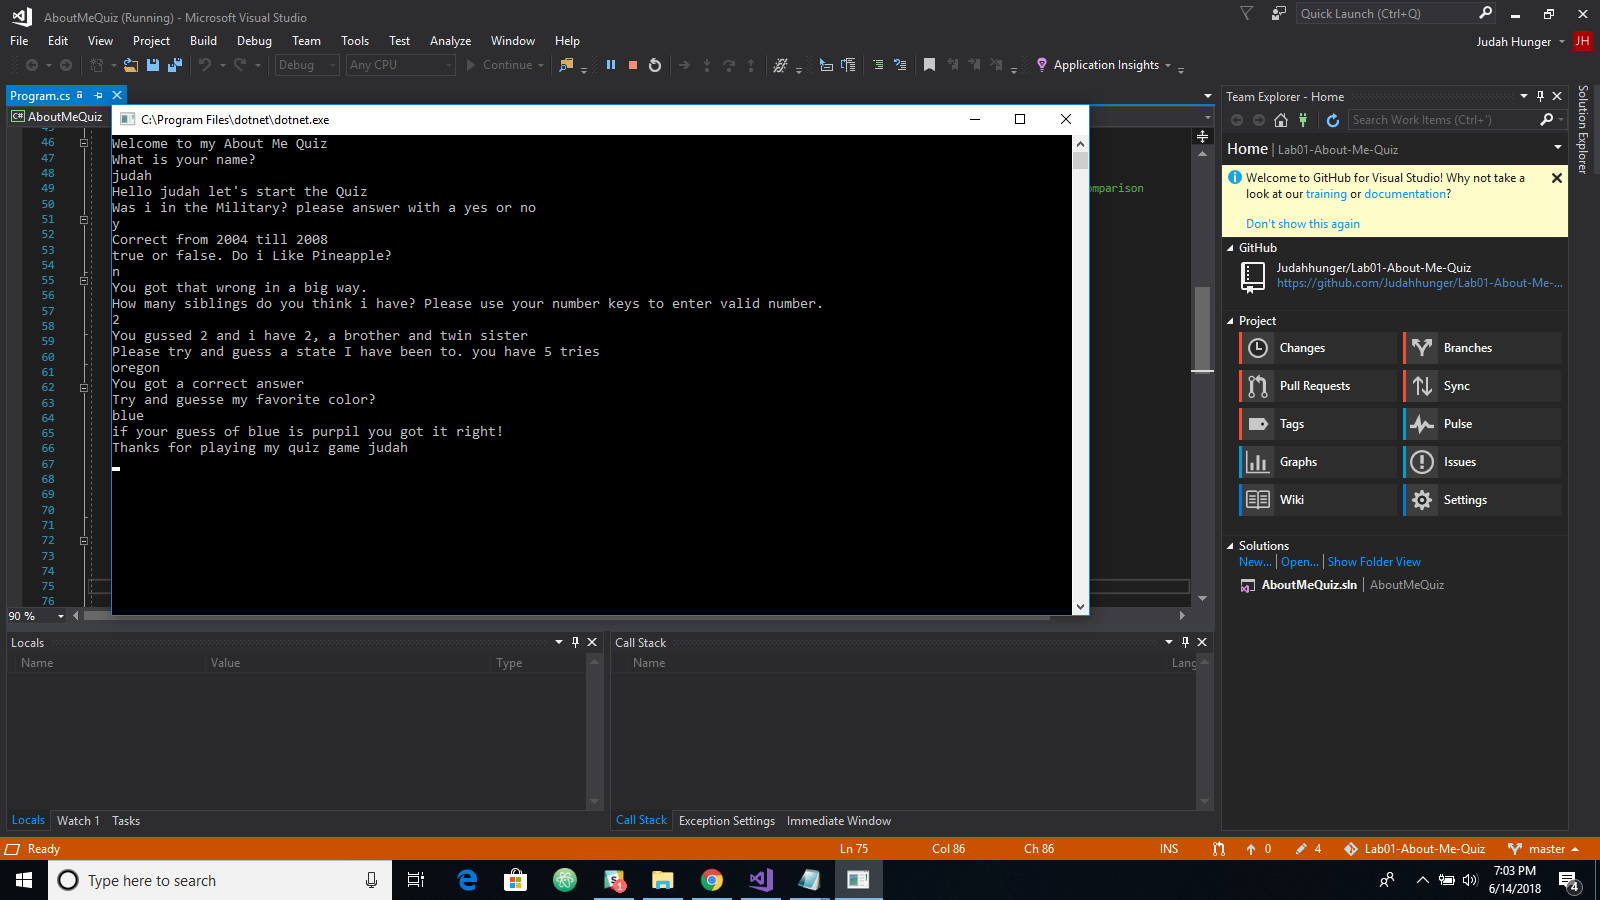 AboutMeQuiz (Running) - Microsoft Visual Studio
Quick Launch (Ctrl+Q)
File Edit View Project Build Debug Team Tools Test Analyze Window Help
Judah Hunger JH
Debug Any CPU Continue Application Insights
Program.cs
AboutMeQuiz
C:\Program Files\dotnet\dotnet.exe
Welcome to my About Me Quiz
What is your name?
judah
Hello judah let's start the Quiz
Was i in the Military? please answer with a yes or no
y
Correct from 2004 till 2008
true or false. Do i Like Pineapple?
n
You got that wrong in a big way.
How many siblings do you think i have? Please use your number keys to enter valid number.
2
You gussed 2 and i have 2, a brother and twin sister
Please try and guess a state I have been to. you have 5 tries
oregon
You got a correct answer
Try and guesse my favorite color?
blue
if your guess of blue is purpil you got it right!
Thanks for playing my quiz game judah
46
47
48
49
50
51
52
53
54
55
56
57
58
59
60
61
62
63
64
65
66
67
68
69
70
71
72
73
74
75
76
omparison
90 %
Team Explorer - Home
Search Work Items (Ctrl+')
Home | Lab01-About-Me-Quiz
Welcome to GitHub for Visual Studio! Why not take a
look at our training or documentation?
Don't show this again
GitHub
Judahhunger/Lab01-About-Me-Quiz
https://github.com/Judahhunger/Lab01-About-Me-...
Project
Changes Branches
Pull Requests Sync
Tags Pulse
Graphs Issues
Wiki Settings
Solutions
New... | Open... | Show Folder View
AboutMeQuiz.sln | AboutMeQuiz
Solution Explorer
Locals
Name Value Type
Locals Watch 1 Tasks
Call Stack
Name Lang
Call Stack Exception Settings Immediate Window
Ready Ln 75 Col 86 Ch 86 INS 0 4 Lab01-About-Me-Quiz master
Type here to search
1
7:03 PM
6/14/2018
4